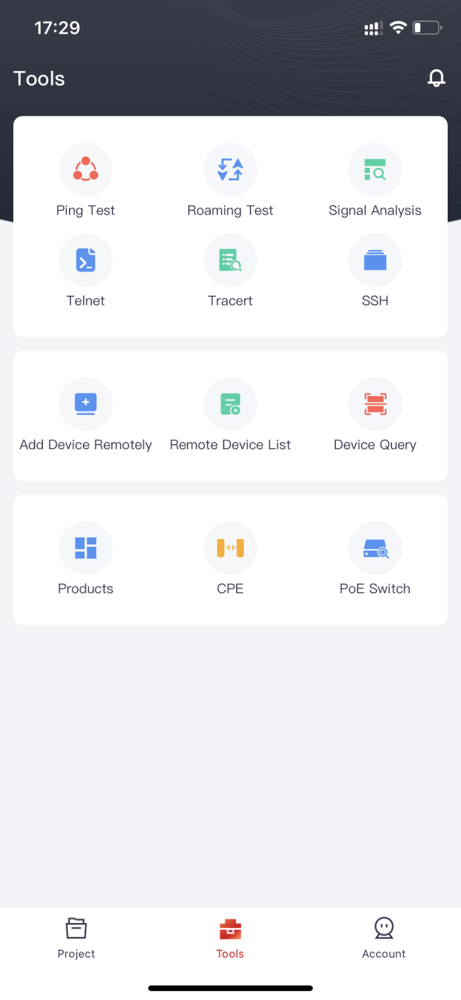 17:29
Tools
Ping Test
Roaming Test
Signal Analysis
Telnet
Tracert
SSH
Add Device Remotely
Remote Device List
Device Query
Products
CPE
PoE Switch
Project
Tools
Account